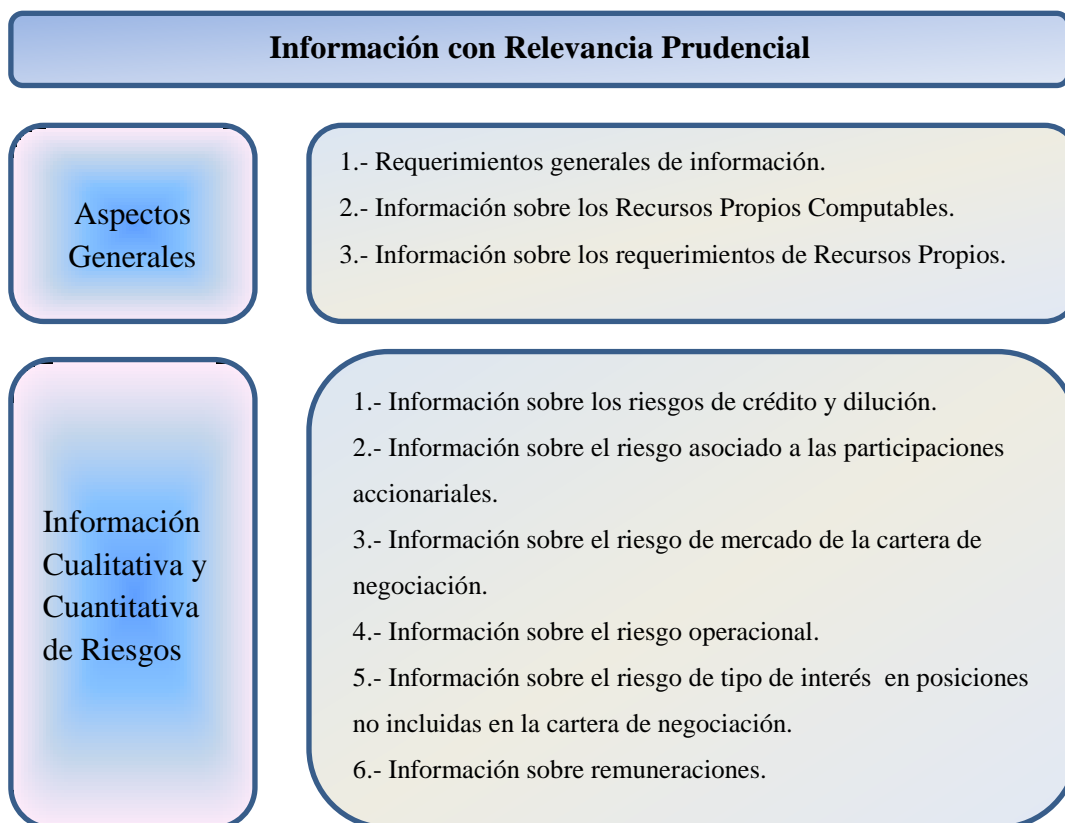 Información con Relevancia Prudencial
Aspectos
Generales
1.- Requerimientos generales de información.
2.- Información sobre los Recursos Propios Computables.
3.- Información sobre los requerimientos de Recursos Propios.
Información
Cualitativa y
Cuantitativa
de Riesgos
1.- Información sobre los riesgos de crédito y dilución.
2.- Información sobre el riesgo asociado a las participaciones
accionariales.
3.- Información sobre el riesgo de mercado de la cartera de
negociación.
4.- Información sobre el riesgo operacional.
5.- Información sobre el riesgo de tipo de interés  en posiciones
no incluidas en la cartera de negociación.
6.- Información sobre remuneraciones.